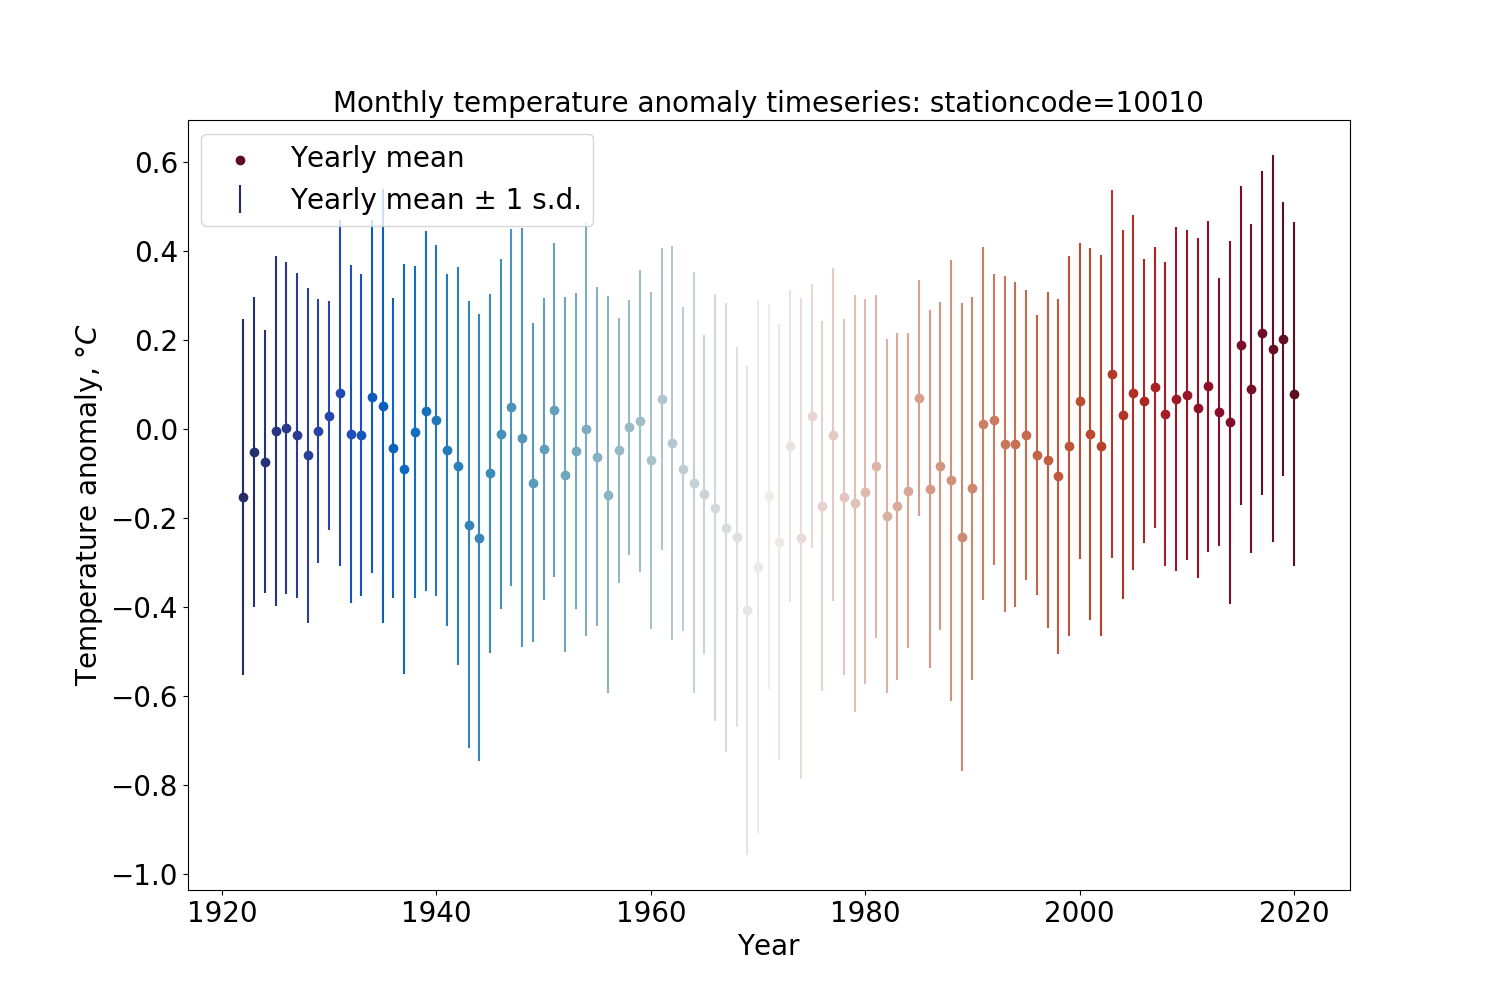 Monthly temperature anomaly timeseries: stationcode=10010
Yearly mean
Yearly mean ± 1 s.d.
0.6
0.4
0.2
0.0
−0.2
−0.4
−0.6
−0.8
−1.0
Temperature anomaly, °C
1920 1940 1960 1980 2000 2020
Year